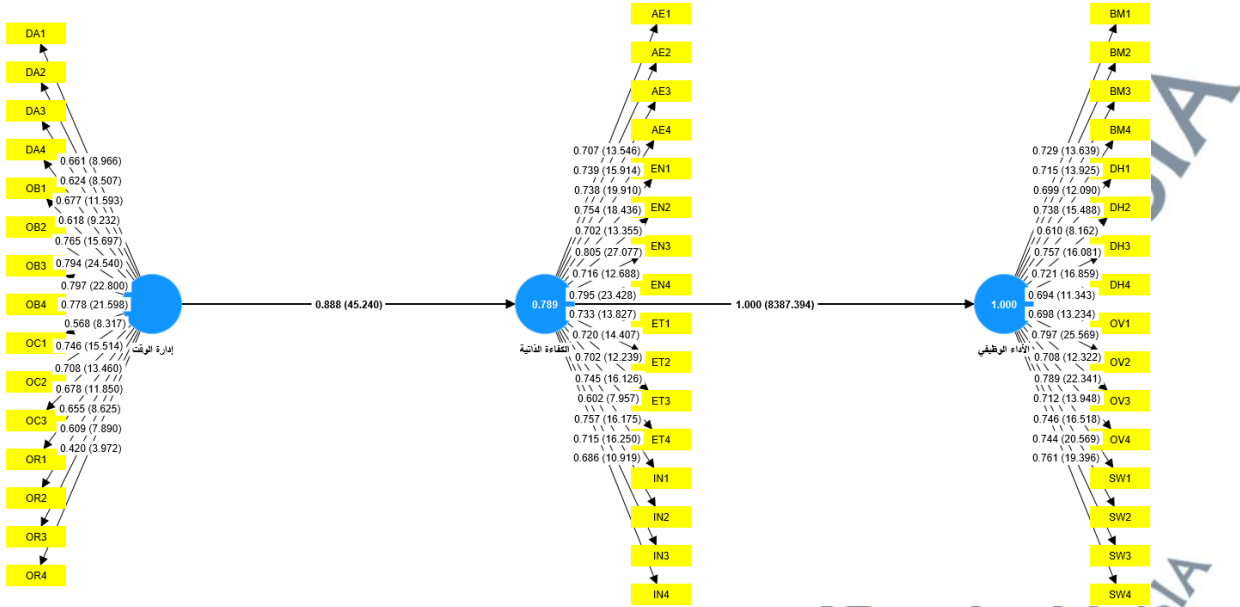 DA1
DA2
DA3
DA4
OB1
OB2
OB3
OB4
OC1
OC2
OC3
OR1
OR2
OR3
OR4
0.661 (8.966)
0.624 (8.507)
0.677 (11.593)
0.618 (9.232)
0.765 (15.697)
0.794 (24.540)
0.797 (22.800)
0.778 (21.598)
0.568 (8.317)
0.746 (15.514)
0.708 (13.460)
0.678 (11.850)
0.655 (8.625)
0.609 (7.890)
0.420 (3.972)
إدارة الوقت
0.888 (45.240)
AE1
AE2
AE3
AE4
EN1
EN2
EN3
EN4
ET1
ET2
ET3
ET4
IN1
IN2
IN3
IN4
0.707 (13.546)
0.739 (15.914)
0.738 (19.910)
0.754 (18.436)
0.702 (13.355)
0.805 (27.077)
0.716 (12.688)
0.795 (23.428)
0.733 (13.827)
0.720 (14.407)
0.702 (12.239)
0.745 (16.126)
0.602 (7.957)
0.757 (16.175)
0.715 (16.250)
0.686 (10.919)
0.789
الكفاءة الذاتية
1.000 (8387.394)
BM1
BM2
BM3
BM4
DH1
DH2
DH3
DH4
OV1
OV2
OV3
OV4
SW1
SW2
SW3
SW4
0.729 (13.639)
0.715 (13.925)
0.699 (12.090)
0.738 (15.488)
0.610 (8.162)
0.757 (16.081)
0.721 (16.859)
0.694 (11.343)
0.698 (13.234)
0.797 (25.569)
0.708 (12.322)
0.789 (22.341)
0.712 (13.948)
0.746 (16.518)
0.744 (20.569)
0.761 (19.396)
1.000
الأداء الوظيفي